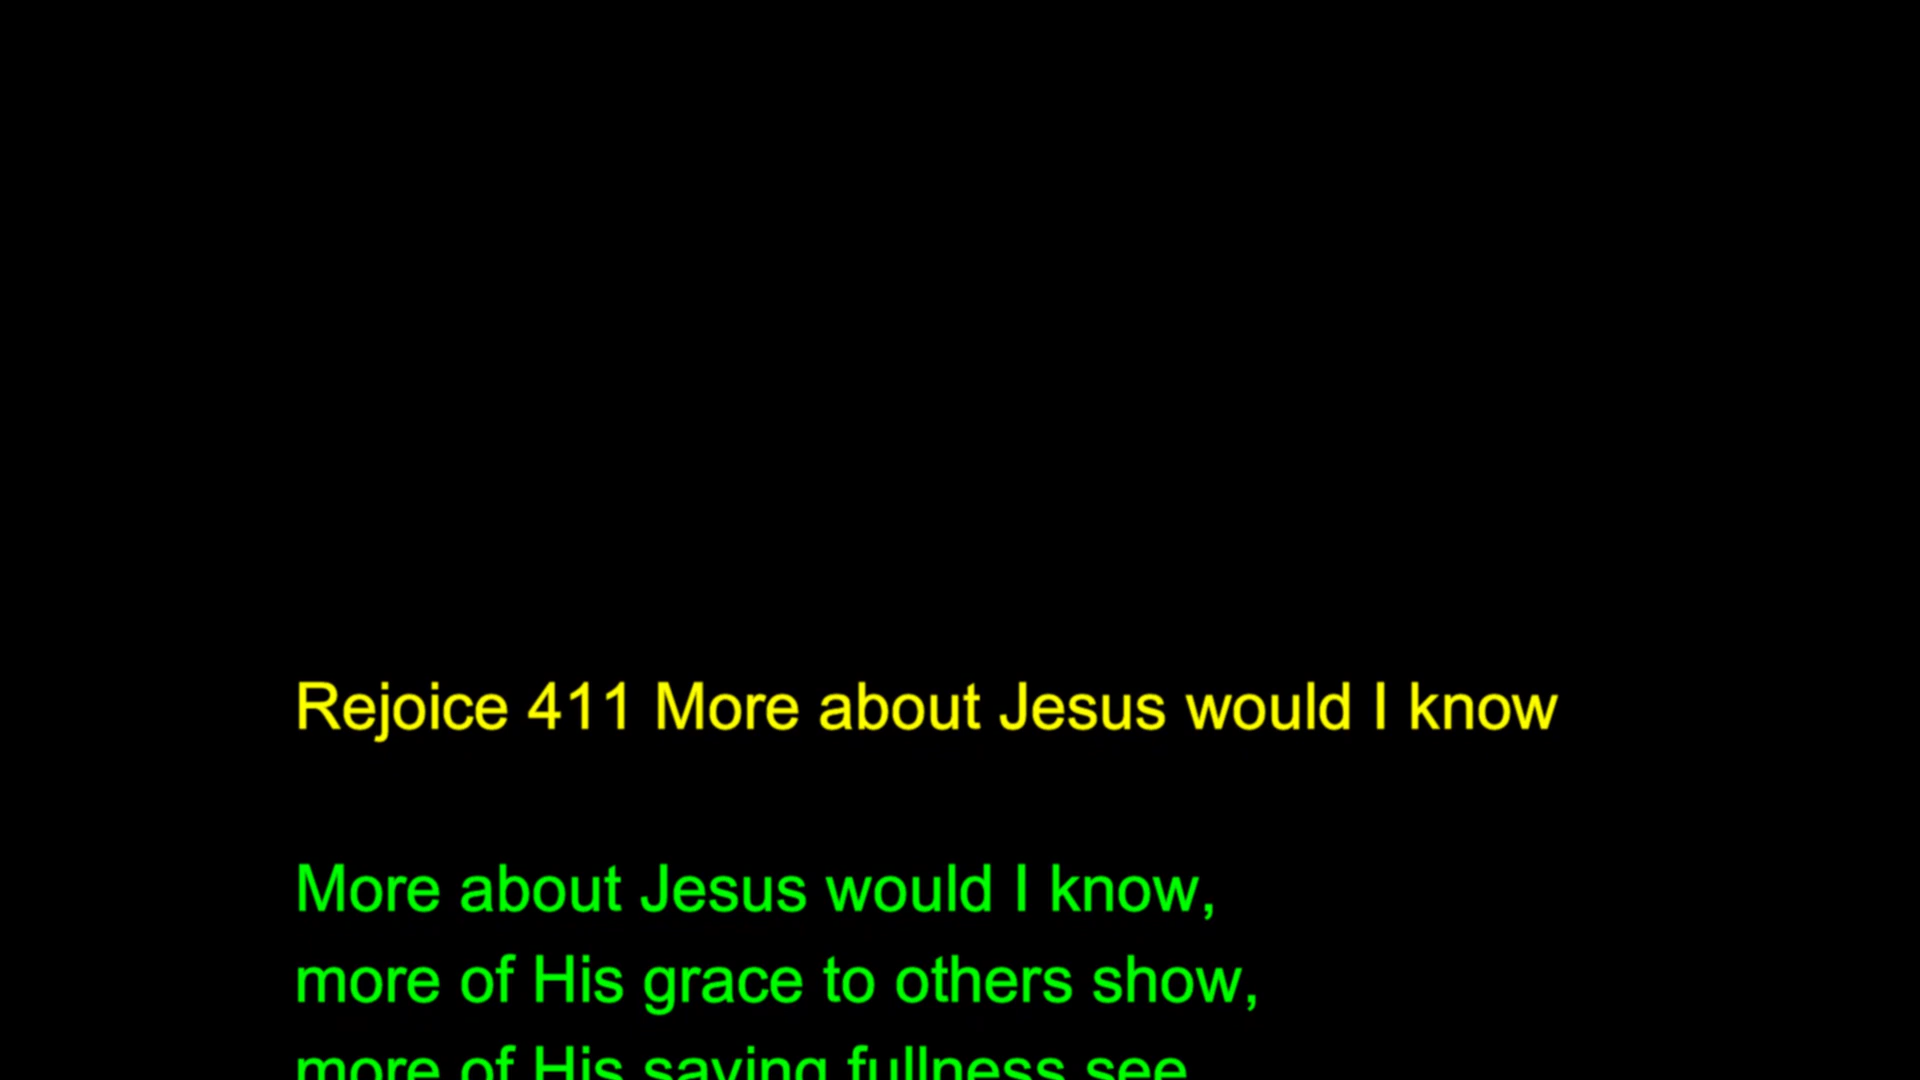 Rejoice 411 More about Jesus would I know
More about Jesus would I know,
more of His grace to others show,
more of His saving fullness see